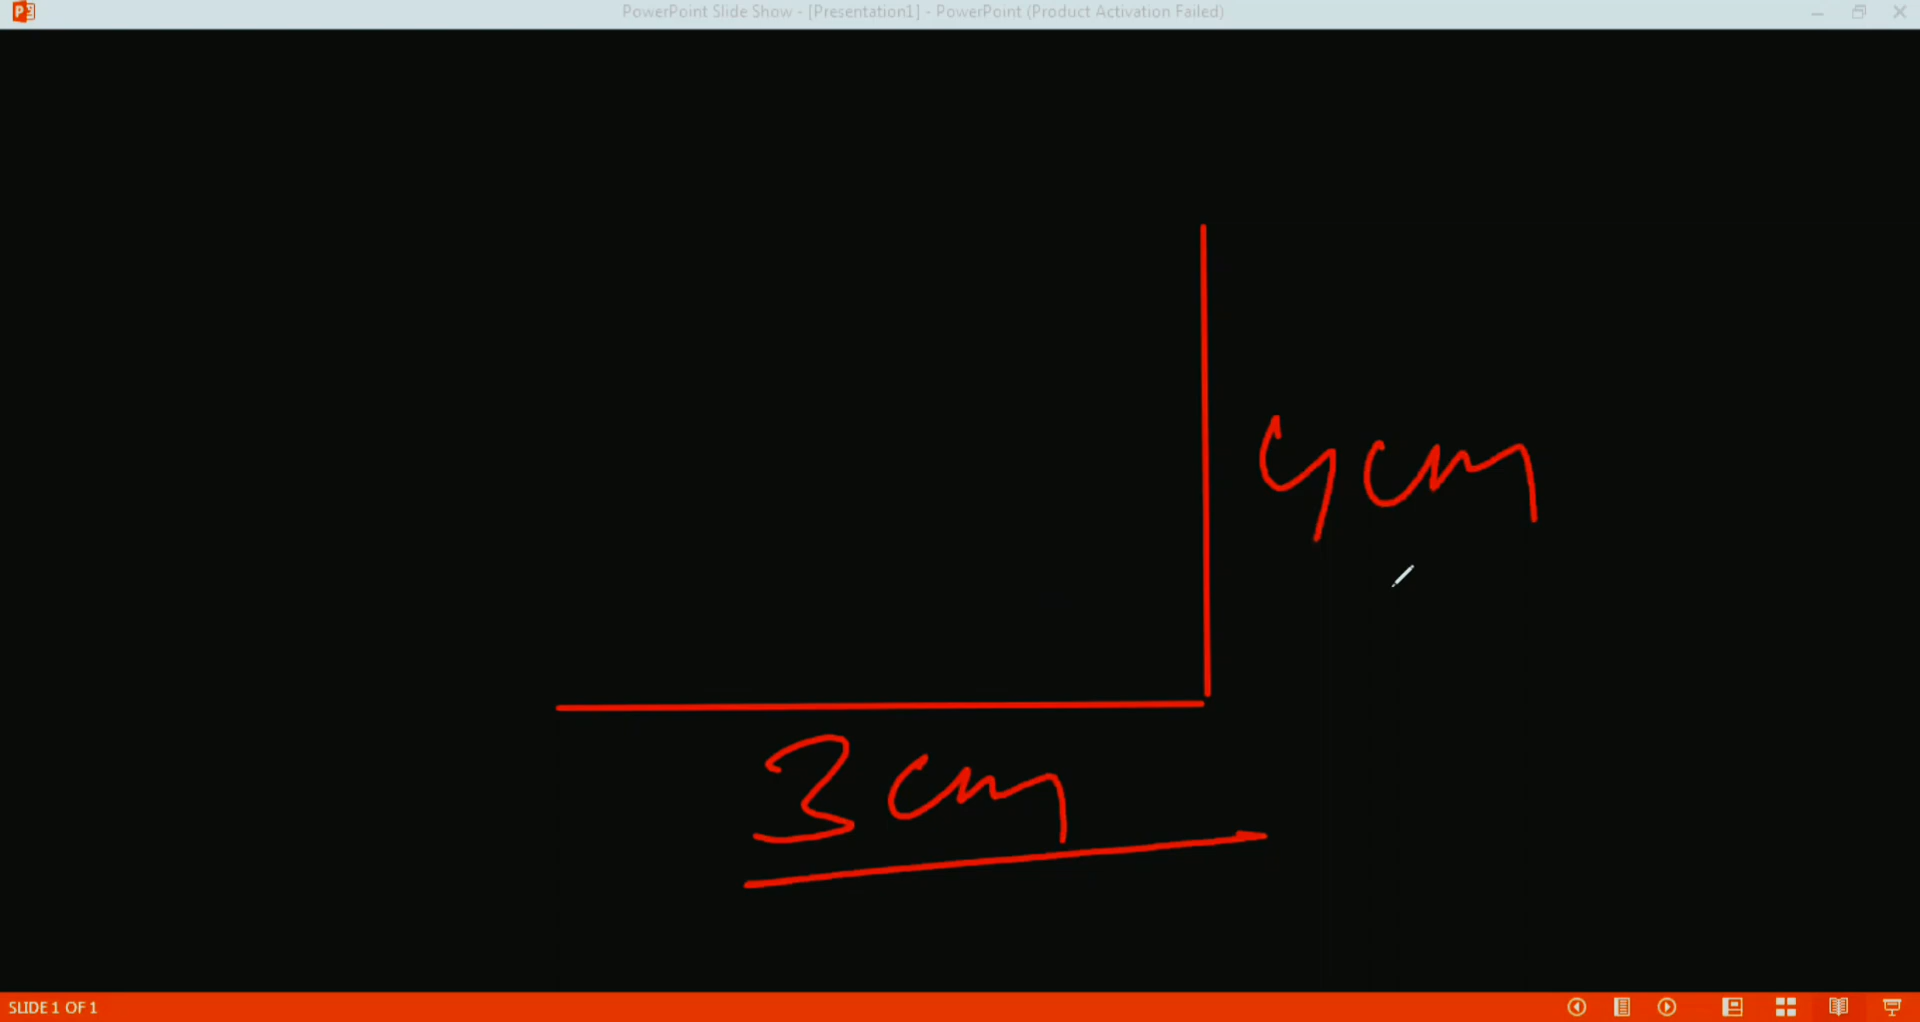 PowerPoint Slide Show - [Presentation1] - PowerPoint (Product Activation Failed)
4cm
3cm
SLIDE 1 OF 1